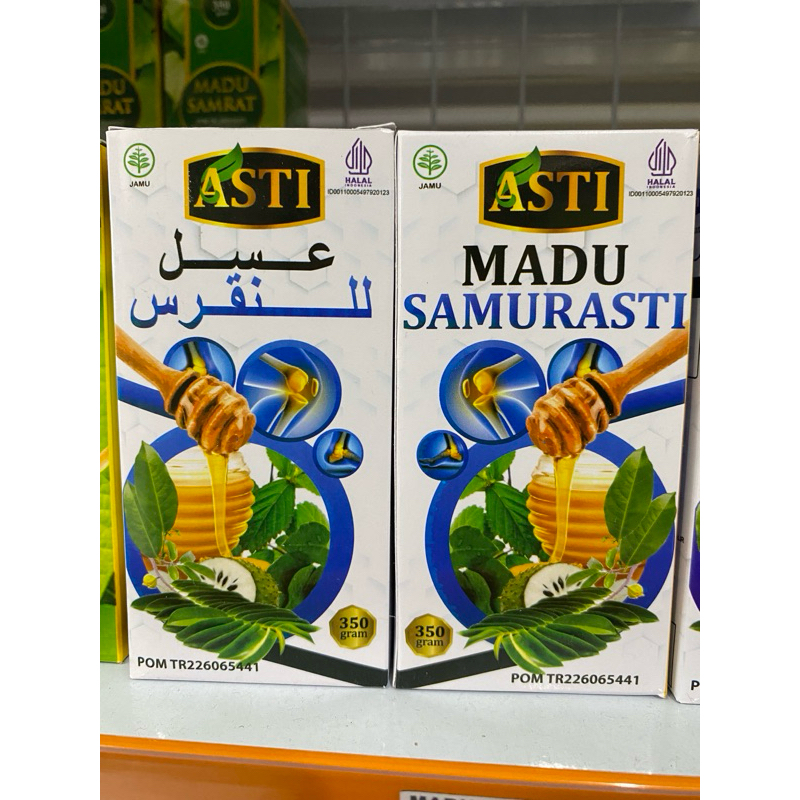 MADU
SAMRAT
JAMU
ASTI
HALAL
INDONESIA
ID00110005497920123
عسل
للنقرس
350
gram
POM TR226065441
JAMU
ASTI
HALAL
INDONESIA
ID00110005497920123
MADU
SAMURASTI
350
gram
POM TR226065441